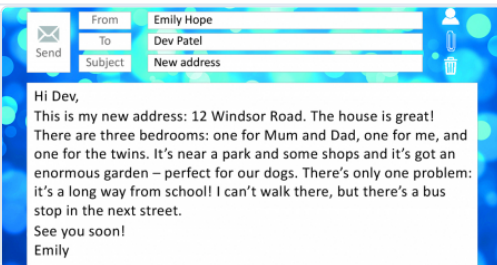 From Emily Hope
Send
To Dev Patel
Subject New address
Hi Dev,
This is my new address: 12 Windsor Road. The house is great!
There are three bedrooms: one for Mum and Dad, one for me, and
one for the twins. It's near a park and some shops and it's got an
enormous garden – perfect for our dogs. There's only one problem:
it's a long way from school! I can't walk there, but there's a bus
stop in the next street.
See you soon!
Emily